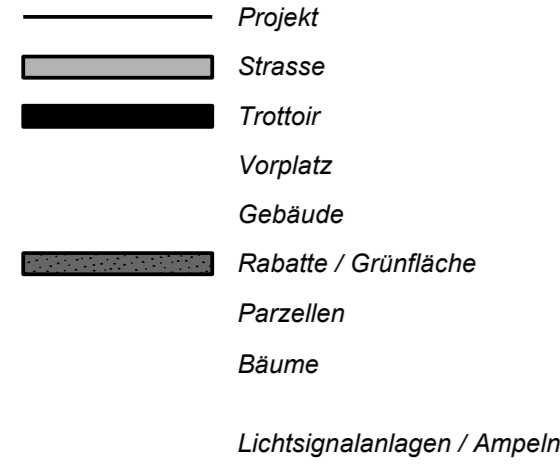 Projekt
Strasse
Trottoir
Vorplatz
Gebäude
Rabatte / Grünfläche
Parzellen
Bäume
Lichtsignalanlagen / Ampeln